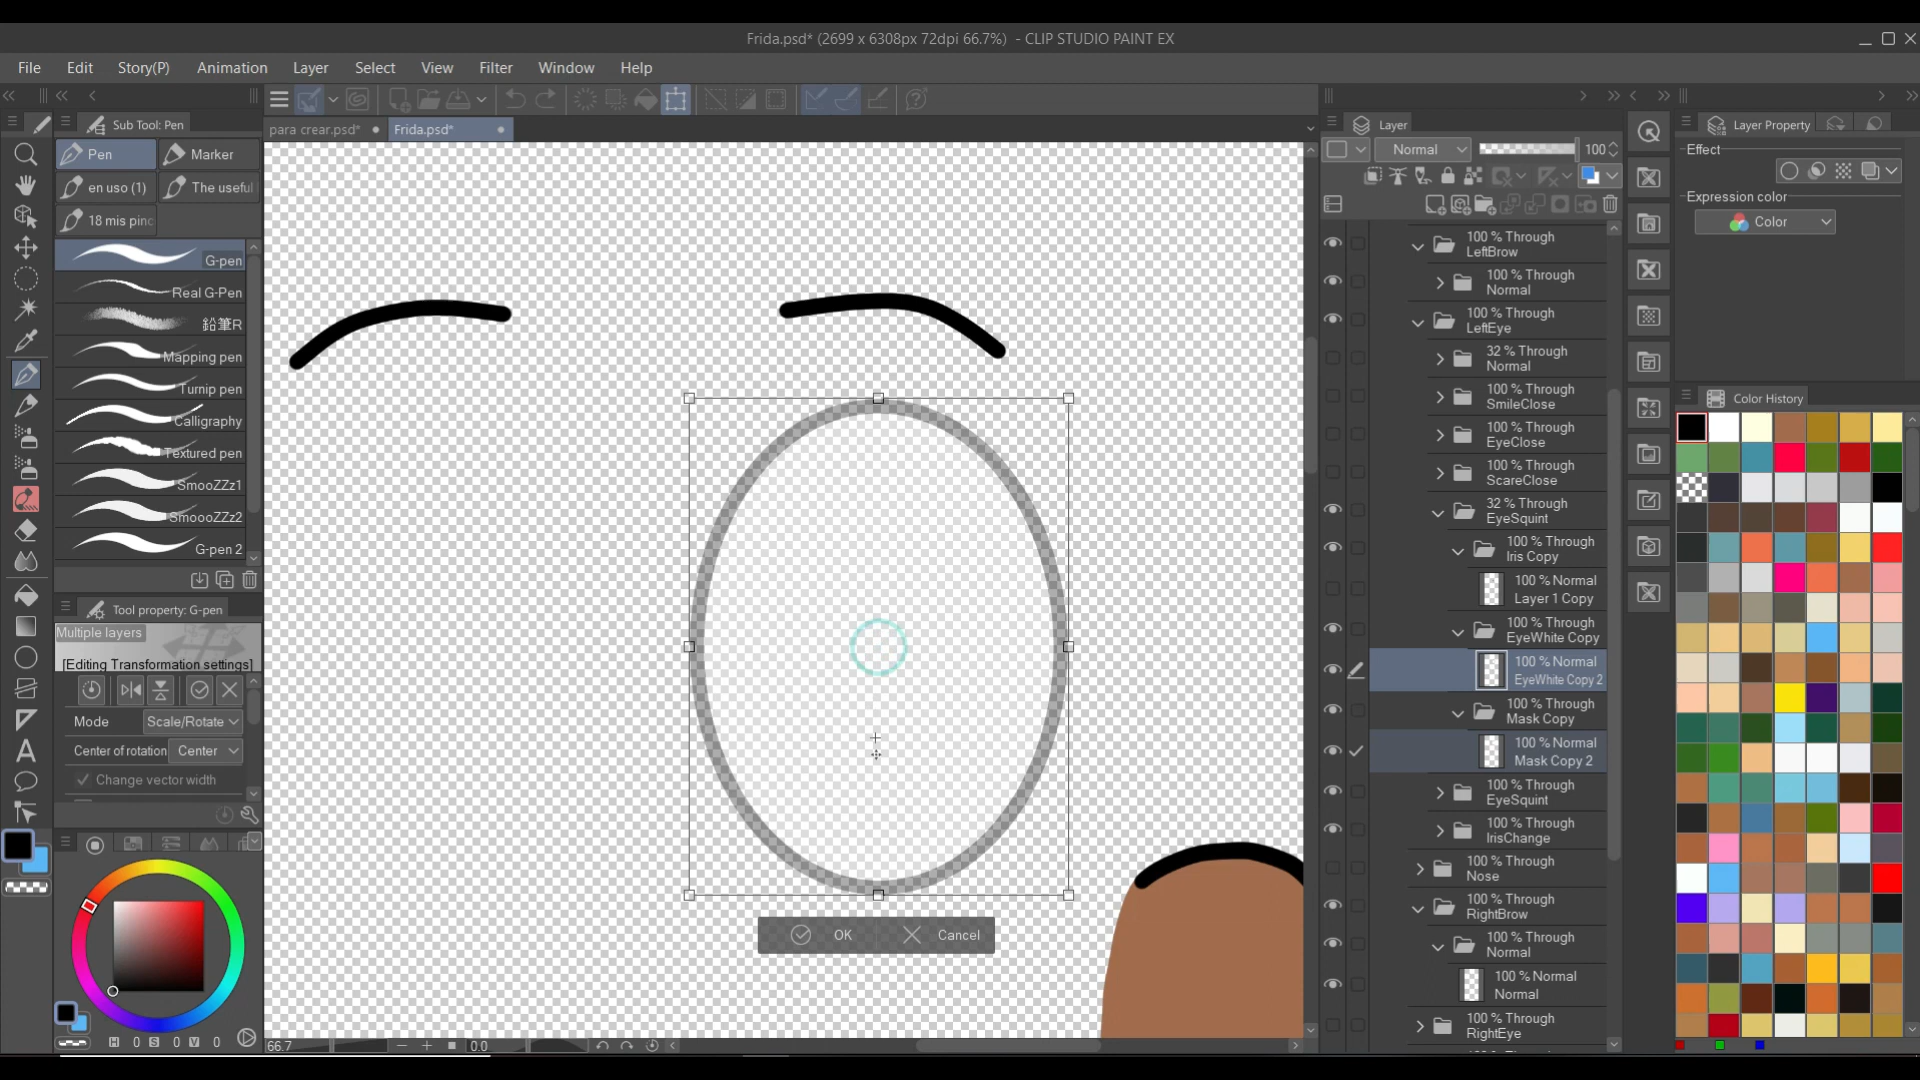 Frida.psd* (2699 x 6308px 72dpi 66.7%) - CLIP STUDIO PAINT EX
File Edit Story(P) Animation Layer Select View Filter Window Help
para crear.psd*
Frida.psd*
Sub Tool: Pen
Pen
Marker
en uso (1)
The useful
18 mis pinc
G-pen
Real G-Pen
鉛筆R
Mapping pen
Turnip pen
Calligraphy
Textured pen
SmooZZz1
SmoooZZz2
G-pen 2
Tool property: G-pen
Multiple layers
[Editing Transformation settings]
Mode Scale/Rotate
Center of rotation Center
Change vector width
H 0 S 0 V 0
66.7
0.0
OK
Cancel
Layer
Normal
100
100 % Through
LeftBrow
100 % Through
Normal
100 % Through
LeftEye
32 % Through
Normal
100 % Through
SmileClose
100 % Through
EyeClose
100 % Through
ScareClose
32 % Through
EyeSquint
100 % Through
Iris Copy
100 % Normal
Layer 1 Copy
100 % Through
EyeWhite Copy
100 % Normal
EyeWhite Copy 2
100 % Through
Mask Copy
100 % Normal
Mask Copy 2
100 % Through
EyeSquint
100 % Through
IrisChange
100 % Through
Nose
100 % Through
RightBrow
100 % Through
Normal
100 % Normal
Normal
100 % Through
RightEye
Layer Property
Effect
Expression color
Color
Color History